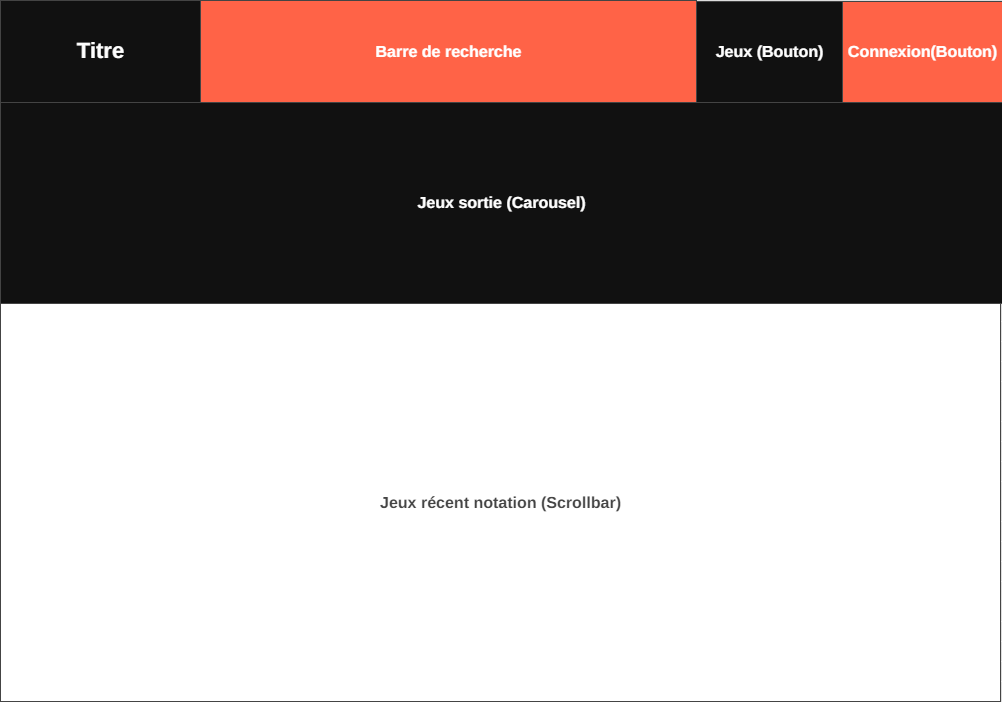 Titre
Barre de recherche
Jeux (Bouton)
Connexion(Bouton)
Jeux sortie (Carousel)
Jeux récent notation (Scrollbar)